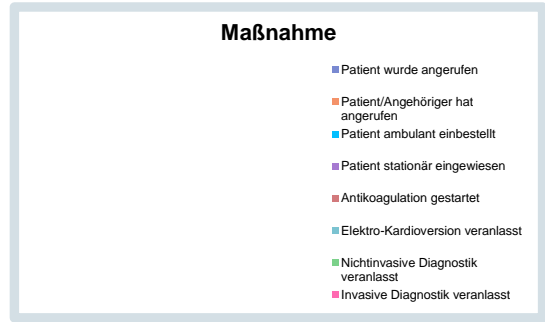 Maßnahme
Patient wurde angerufen
Patient/Angehöriger hat
angerufen
Patient ambulant einbestellt
Patient stationär eingewiesen
Antikoagulation gestartet
Elektro-Kardioversion veranlasst
Nichtinvasive Diagnostik
veranlasst
Invasive Diagnostik veranlasst